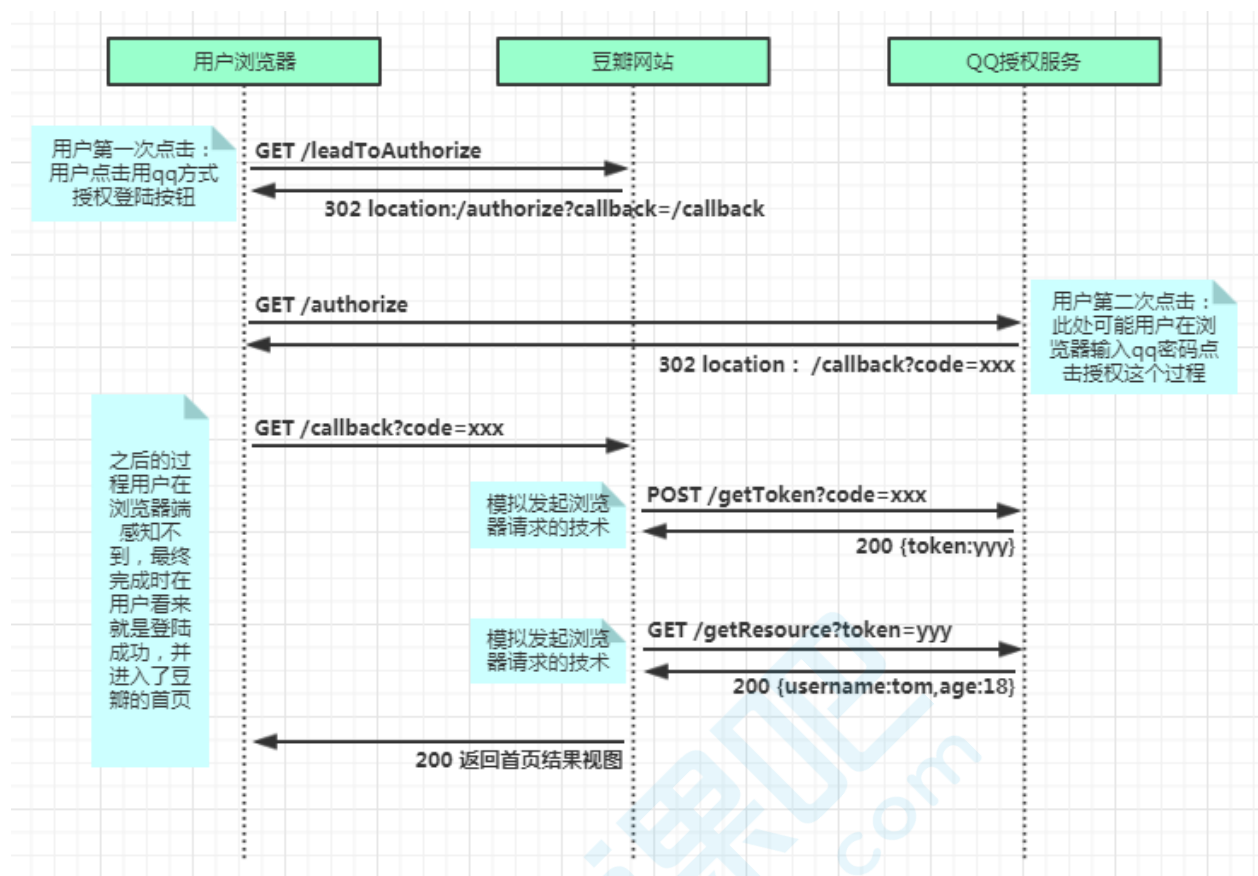 用户浏览器
豆瓣网站
QQ授权服务
用户第一次点击：
用户点击用qq方式
授权登陆按钮
GET /leadToAuthorize
302 location:/authorize?callback=/callback
GET /authorize
用户第二次点击：
此处可能用户在浏
览器输入qq密码点
击授权这个过程
302 location： /callback?code=xxx
GET /callback?code=xxx
之后的过
程用户在
浏览器端
感知不
到，最终
完成时在
用户看来
就是登陆
成功，并
进入了豆
瓣的首页
模拟发起浏览
器请求的技术
POST /getToken?code=xxx
200 {token:yyy}
模拟发起浏览
器请求的技术
GET /getResource?token=yyy
200 {username:tom,age:18}
200 返回首页结果视图
课吧
com